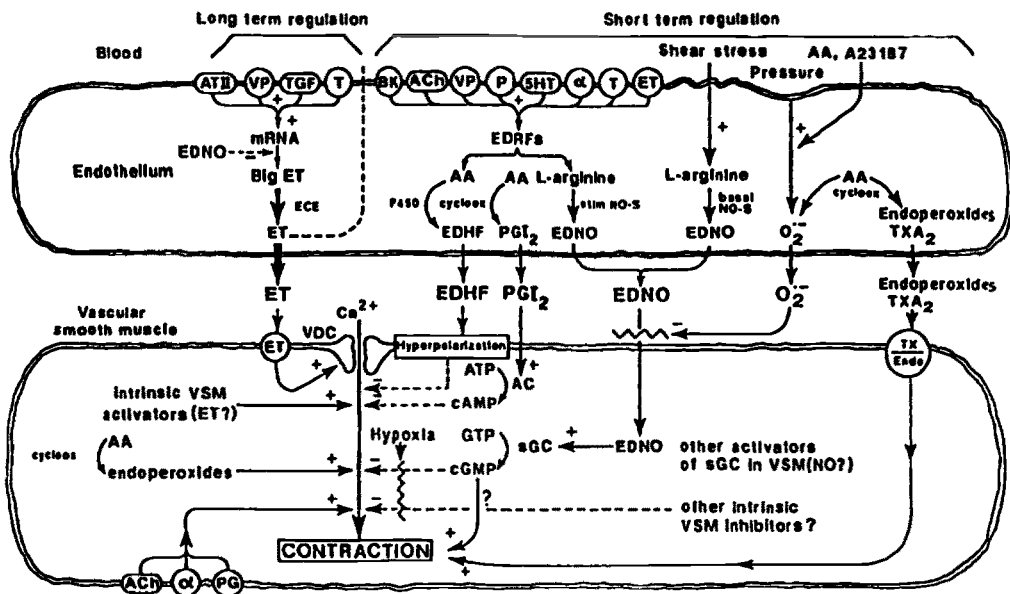 Long term regulation
Short term regulation
Blood
Shear stress
AA, A23187
Pressure
ATII VP TGF T
BK ACh VP P 5HT α T ET
+
+
+
+
+
mRNA
EDRFs
EDNO
-
Endothelium
Big ET
AA
AA
L-arginine
L-arginine
AA
ECE
P450
cycloox
stim NO-S
basal NO-S
cycloox
Endoperoxides
TXA2
ET
EDHF
PGI2
EDNO
EDNO
O2·-
ET
EDHF
PGI2
EDNO
O2·-
Endoperoxides
TXA2
Ca2+
Vascular
smooth muscle
VDC
-
ET
Hyperpolarization
TX
Endo
+
ATP
+
AC
-
intrinsic VSM
activators (ET?)
+
-
cAMP
AA
Hypoxia
GTP
sGC
+
EDNO
other activators
of sGC in VSM(NO?)
cycloox
endoperoxides
+
-
cGMP
?
+
-
other intrinsic
VSM inhibitors?
CONTRACTION
+
+
ACh α PG